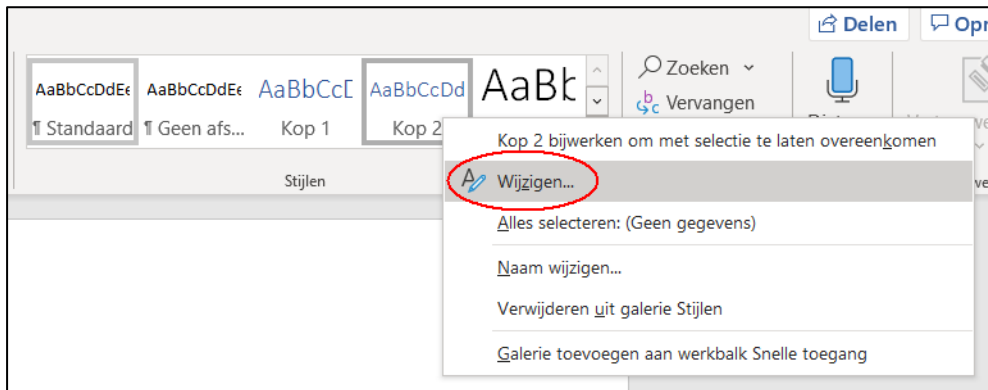 Delen Opr
AaBbCcDdEe AaBbCcDdEe AaBbCcD AaBbCcDd AaBb
Zoeken
Vervangen
¶ Standaard ¶ Geen afs... Kop 1 Kop 2
Stijlen
Kop 2 bijwerken om met selectie te laten overeenkomen
Wijzigen...
Alles selecteren: (Geen gegevens)
Naam wijzigen...
Verwijderen uit galerie Stijlen
Galerie toevoegen aan werkbalk Snelle toegang